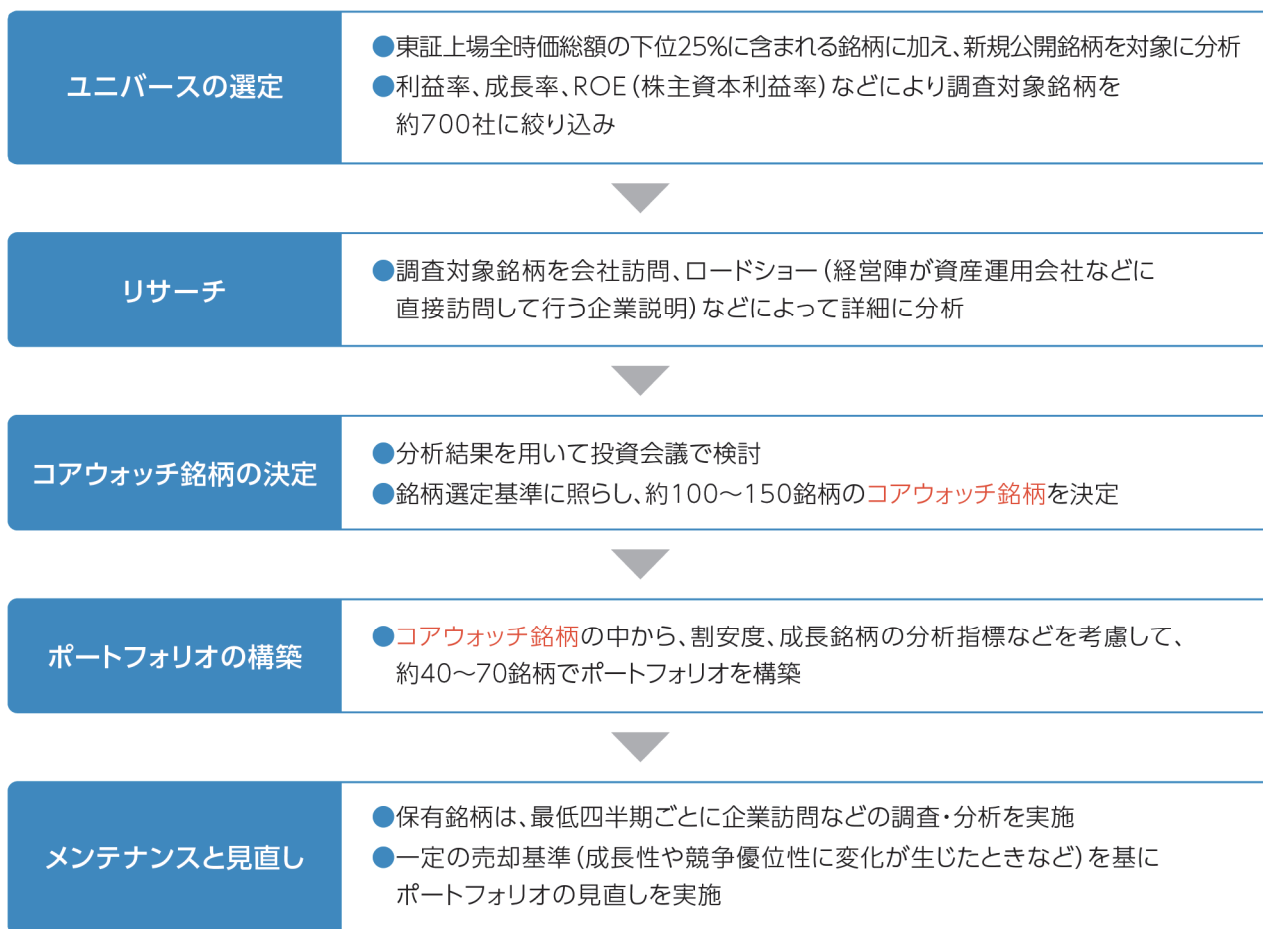 ユニバースの選定
●東証上場全時価総額の下位25%に含まれる銘柄に加え、新規公開銘柄を対象に分析
●利益率、成長率、ROE（株主資本利益率）などにより調査対象銘柄を
約700社に絞り込み
リサーチ
●調査対象銘柄を会社訪問、ロードショー（経営陣が資産運用会社などに
直接訪問して行う企業説明）などによって詳細に分析
コアウォッチ銘柄の決定
●分析結果を用いて投資会議で検討
●銘柄選定基準に照らし、約100～150銘柄のコアウォッチ銘柄を決定
ポートフォリオの構築
●コアウォッチ銘柄の中から、割安度、成長銘柄の分析指標などを考慮して、
約40～70銘柄でポートフォリオを構築
メンテナンスと見直し
●保有銘柄は、最低四半期ごとに企業訪問などの調査・分析を実施
●一定の売却基準（成長性や競争優位性に変化が生じたときなど）を基に
ポートフォリオの見直しを実施